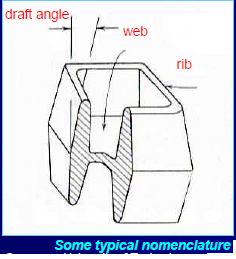 draft angle
web
rib
Some typical nomenclature